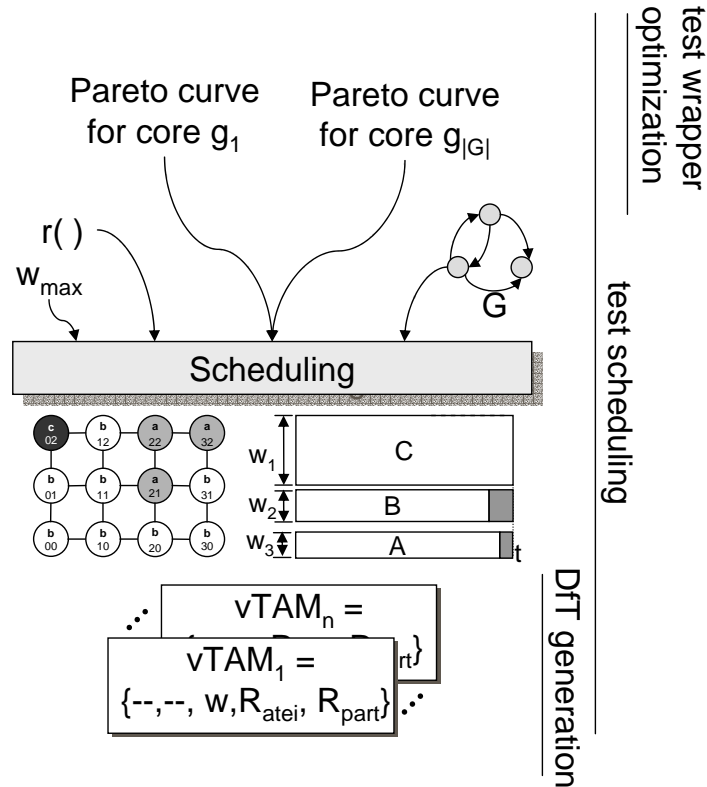 Pareto curve
for core g1
Pareto curve
for core g|G|
r( )
wmax
G
Scheduling
c
02
b
12
a
22
a
32
b
01
b
11
a
21
b
31
b
00
b
10
b
20
b
30
w1
C
w2
B
w3
A
t
vTAMn =
rt}
vTAM1 =
{--,--, w,Ratei, Rpart}
test wrapper
optimization
test scheduling
DfT generation